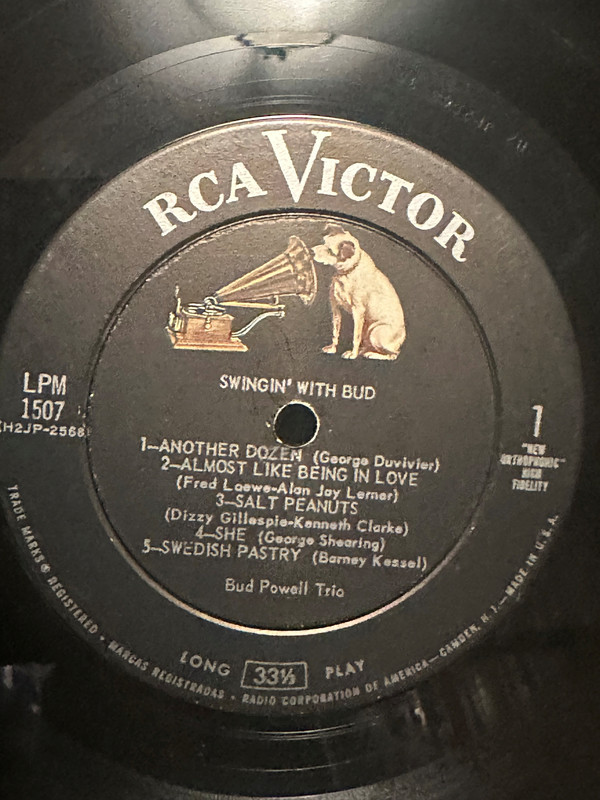 RCA VICTOR
SWINGIN' WITH BUD
LPM
1507
(H2JP-2568)
1
"NEW
ORTHOPHONIC"
HIGH
FIDELITY
1—ANOTHER DOZEN (George Duvivier)
2—ALMOST LIKE BEING IN LOVE
(Fred Loewe-Alan Jay Lerner)
3—SALT PEANUTS
(Dizzy Gillespie-Kenneth Clarke)
4—SHE (George Shearing)
5—SWEDISH PASTRY (Barney Kessel)
Bud Powell Trio
LONG 33⅓ PLAY
TRADE MARKS ® REGISTERED • MARCAS REGISTRADAS • RADIO CORPORATION OF AMERICA—CAMDEN, N. J.—MADE IN U. S. A.